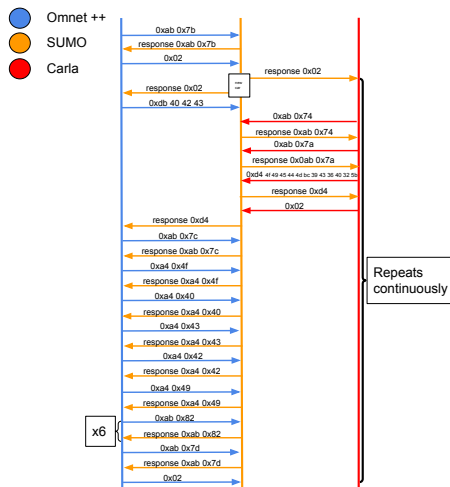 Omnet ++
SUMO
Carla
0xab 0x7b
response 0xab 0x7b
0x02
response 0x02
response 0x02
0xdb 40 42 43
0xab 0x74
response 0xab 0x74
0xab 0x7a
response 0x0ab 0x7a
0xd4 4f 49 45 44 4d bc 39 43 36 40 32 5b
response 0xd4
0x02
response d4
0xab 0x7c
response 0xab 0x7c
0xa4 0x4f
response 0xa4 0x4f
0xa4 0x40
response 0xa4 0x40
0xa4 0x43
response 0xa4 0x43
0xa4 0x42
response 0xa4 0x42
0xa4 0x49
response 0xa4 0x49
x6
0xab 0x82
response 0xab 0x82
0xab 0x7d
response 0xab 0x7d
0x02
Repeats
continuously